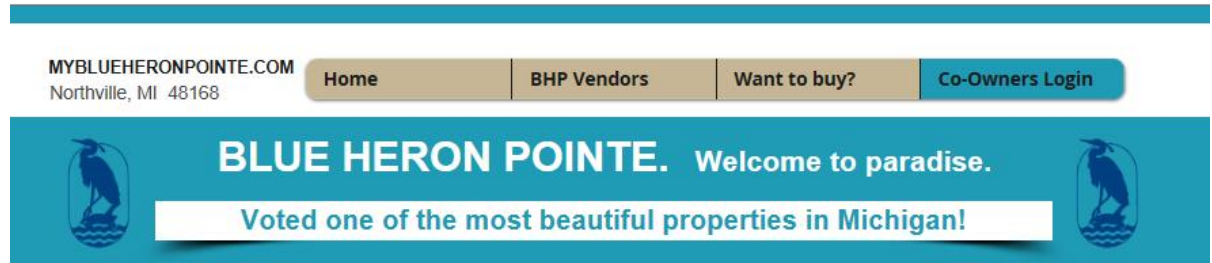 MYBLUEHERONPOINTE.COM
Northville, MI 48168
Home
BHP Vendors
Want to buy?
Co-Owners Login
BLUE HERON POINTE. Welcome to paradise.
Voted one of the most beautiful properties in Michigan!